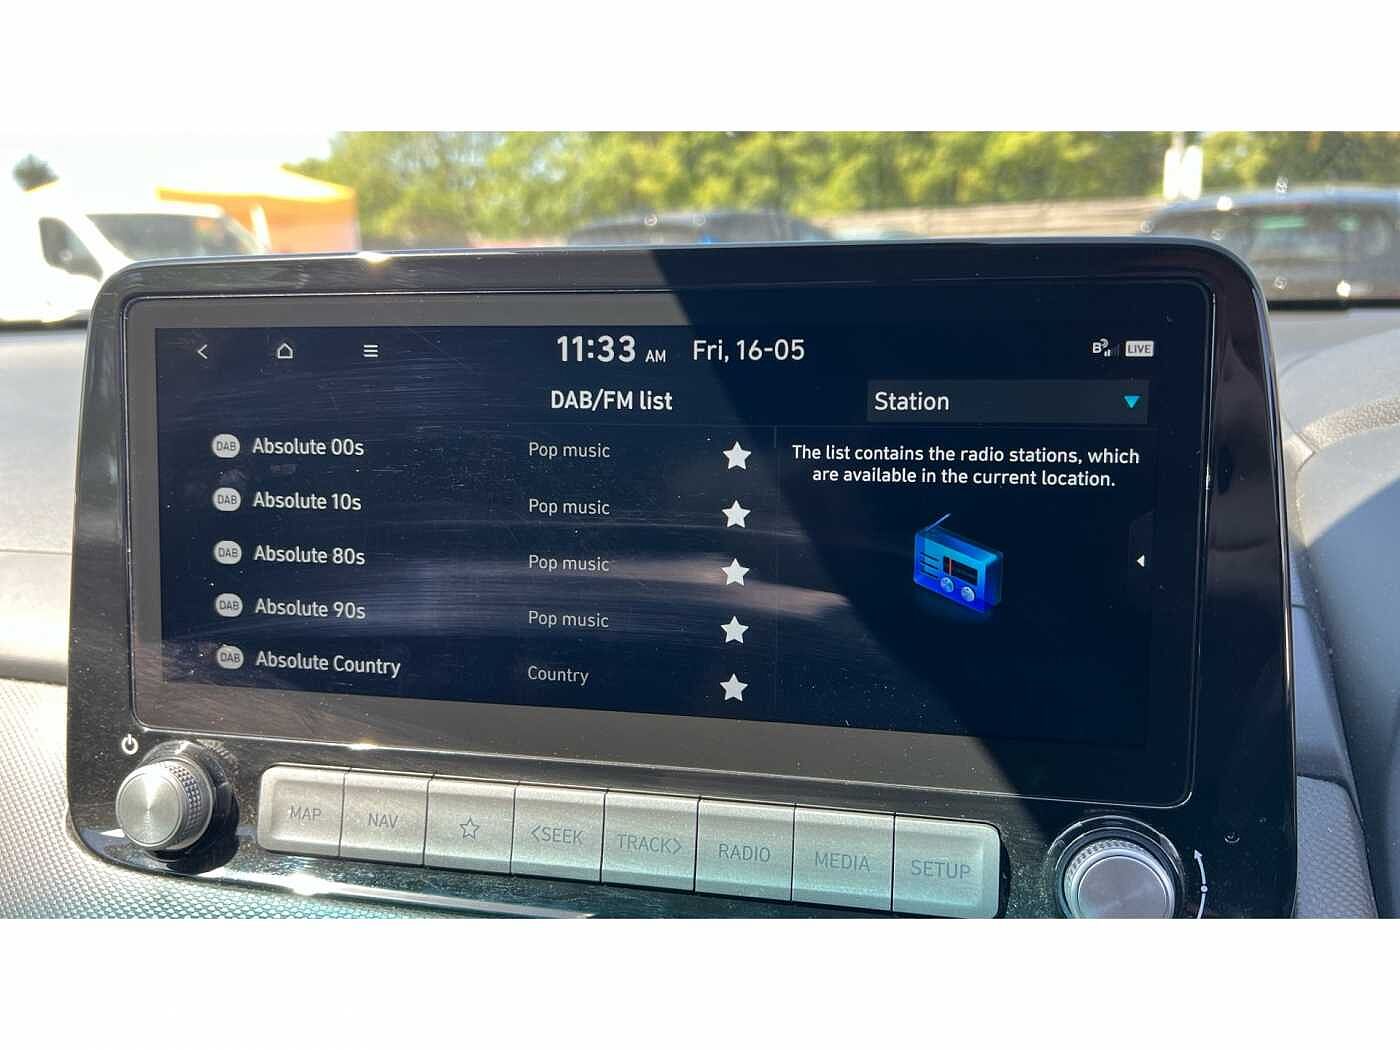 11:33 AM Fri, 16-05
LIVE
DAB/FM list
Station
DAB Absolute 00s Pop music
DAB Absolute 10s Pop music
DAB Absolute 80s Pop music
DAB Absolute 90s Pop music
DAB Absolute Country Country
The list contains the radio stations, which
are available in the current location.
MAP NAV <SEEK TRACK> RADIO MEDIA SETUP